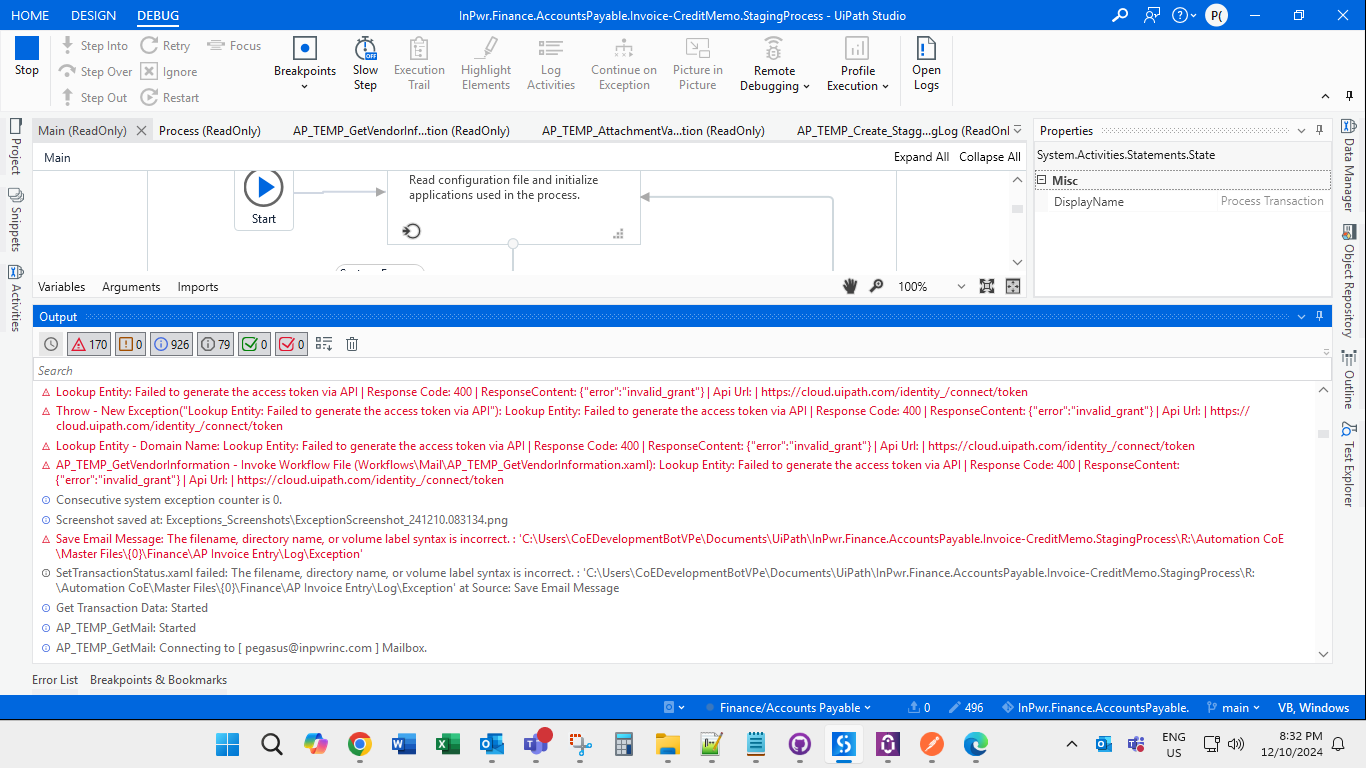 HOME DESIGN DEBUG InPwr.Finance.AccountsPayable.Invoice-CreditMemo.StagingProcess - UiPath Studio P(
Stop
Step Into Retry Focus
Step Over Ignore
Step Out Restart
Breakpoints
Slow Step
OFF
Execution Trail
Highlight Elements
Log Activities
Continue on Exception
Picture in Picture
Remote Debugging
Profile Execution
Open Logs
Main (ReadOnly) Process (ReadOnly) AP_TEMP_GetVendorInf...tion (ReadOnly) AP_TEMP_AttachmentVa...tion (ReadOnly) AP_TEMP_Create_Stagg...gLog (ReadOnl
Main Expand All Collapse All
Read configuration file and initialize
applications used in the process.
Start
Variables Arguments Imports 100%
Properties
System.Activities.Statements.State
Misc
DisplayName Process Transaction
Project
Snippets
Activities
Data Manager
Object Repository
Outline
Test Explorer
Output
170 0 926 79 0 0
Search
Lookup Entity: Failed to generate the access token via API | Response Code: 400 | ResponseContent: {"error":"invalid_grant"} | Api Url: | https://cloud.uipath.com/identity_/connect/token
Throw - New Exception("Lookup Entity: Failed to generate the access token via API"): Lookup Entity: Failed to generate the access token via API | Response Code: 400 | ResponseContent: {"error":"invalid_grant"} | Api Url: | https://
cloud.uipath.com/identity_/connect/token
Lookup Entity - Domain Name: Lookup Entity: Failed to generate the access token via API | Response Code: 400 | ResponseContent: {"error":"invalid_grant"} | Api Url: | https://cloud.uipath.com/identity_/connect/token
AP_TEMP_GetVendorInformation - Invoke Workflow File (Workflows\Mail\AP_TEMP_GetVendorInformation.xaml): Lookup Entity: Failed to generate the access token via API | Response Code: 400 | ResponseContent:
{"error":"invalid_grant"} | Api Url: | https://cloud.uipath.com/identity_/connect/token
Consecutive system exception counter is 0.
Screenshot saved at: Exceptions_Screenshots\ExceptionScreenshot_241210.083134.png
Save Email Message: The filename, directory name, or volume label syntax is incorrect. : 'C:\Users\CoEDevelopmentBotVPe\Documents\UiPath\InPwr.Finance.AccountsPayable.Invoice-CreditMemo.StagingProcess\R:\Automation CoE
\Master Files\{0}\Finance\AP Invoice Entry\Log\Exception'
SetTransactionStatus.xaml failed: The filename, directory name, or volume label syntax is incorrect. : 'C:\Users\CoEDevelopmentBotVPe\Documents\UiPath\InPwr.Finance.AccountsPayable.Invoice-CreditMemo.StagingProcess\R:
\Automation CoE\Master Files\{0}\Finance\AP Invoice Entry\Log\Exception' at Source: Save Email Message
Get Transaction Data: Started
AP_TEMP_GetMail: Started
AP_TEMP_GetMail: Connecting to [ pegasus@inpwrinc.com ] Mailbox.
Error List Breakpoints & Bookmarks
Finance/Accounts Payable 0 496 InPwr.Finance.AccountsPayable. main VB, Windows
ENG
US
8:32 PM
12/10/2024